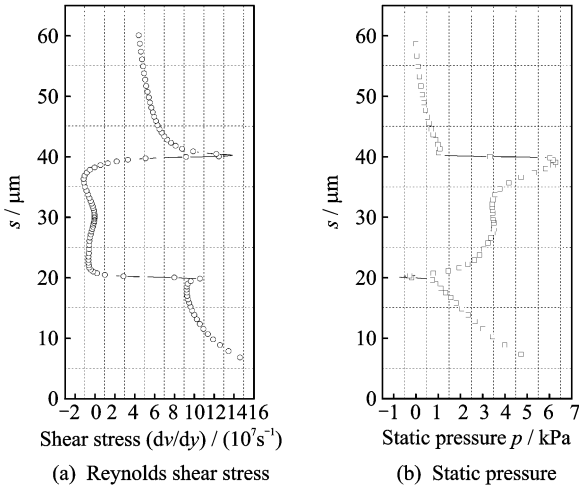 60
50
40
30
20
10
0
s / μm
−2 0 2 4 6 8 10 12 14 16
Shear stress (dv/dy) / (10⁷s⁻¹)
(a) Reynolds shear stress
60
50
40
30
20
10
0
s / μm
−1 0 1 2 3 4 5 6 7
Static pressure p / kPa
(b) Static pressure